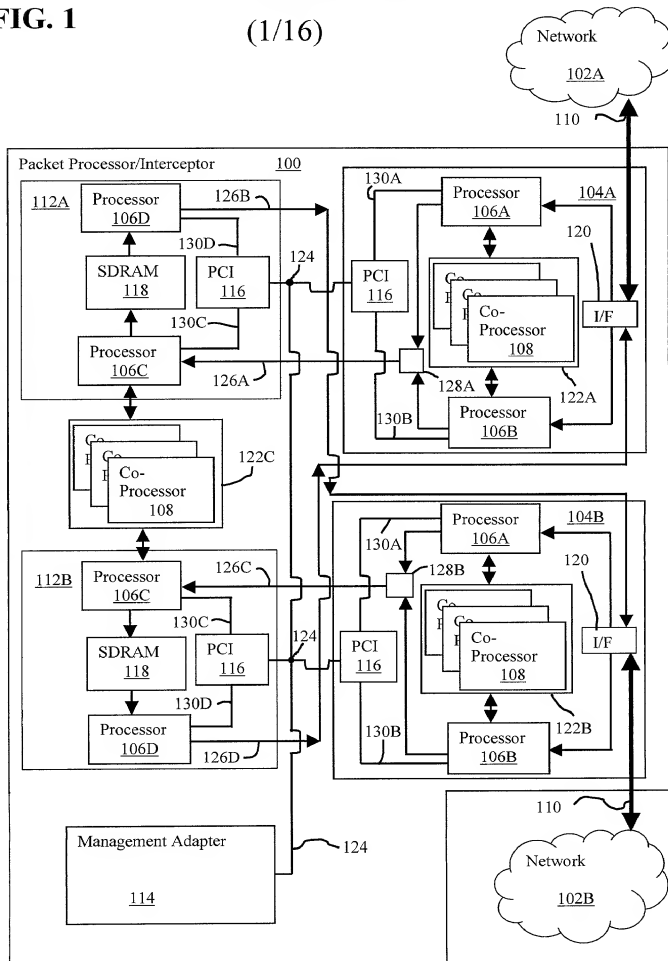 FIG. 1
(1/16)
Network
102A
110
Packet Processor/Interceptor 100
112A
Processor
106D
126B
130D
SDRAM
118
PCI
116
124
130C
Processor
106C
126A
130A
Processor
106A
104A
120
PCI
116
Co-
Processor
108
I/F
128A
122A
130B
Processor
106B
Co-
Processor
108
122C
112B
Processor
106C
126C
130C
SDRAM
118
PCI
116
124
130D
Processor
106D
126D
130A
Processor
106A
104B
128B
120
PCI
116
Co-
Processor
108
I/F
122B
130B
Processor
106B
110
Management Adapter
114
124
Network
102B